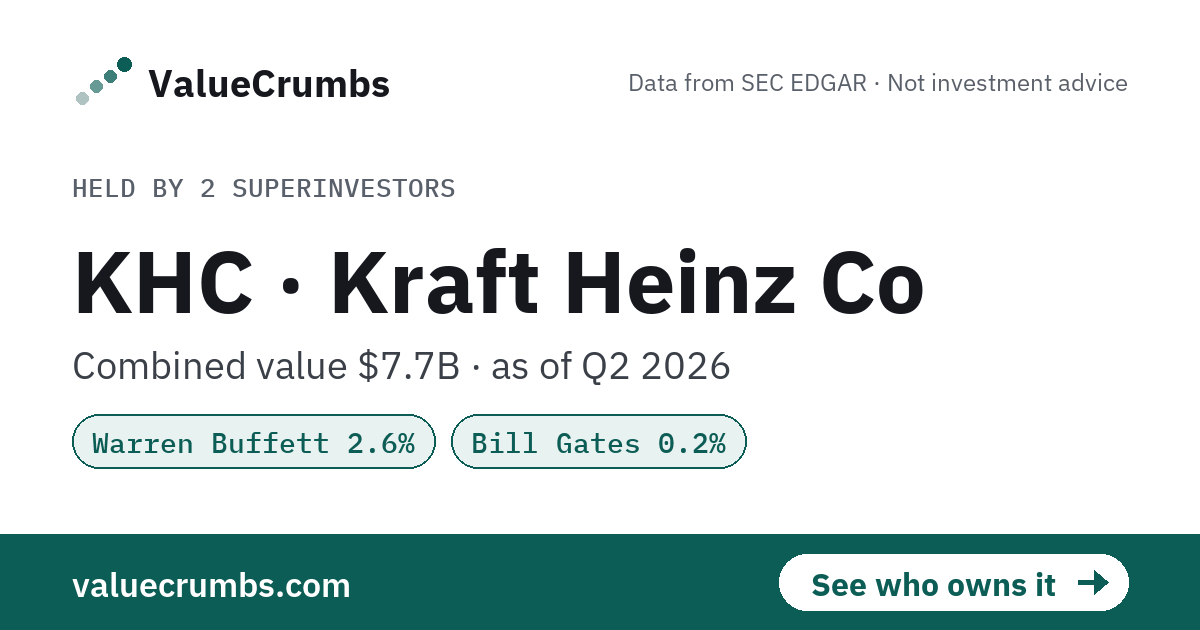 ValueCrumbs
Data from SEC EDGAR · Not investment advice
HELD BY 2 SUPERINVESTORS
KHC · Kraft Heinz Co
Combined value $7.7B · as of Q2 2026
Warren Buffett 2.6%
Bill Gates 0.2%
valuecrumbs.com
See who owns it →